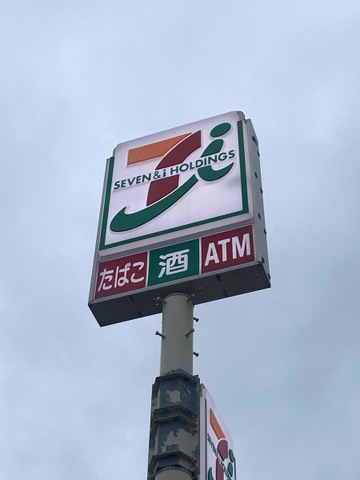 SEVEN & i HOLDINGS
たばこ 酒 ATM